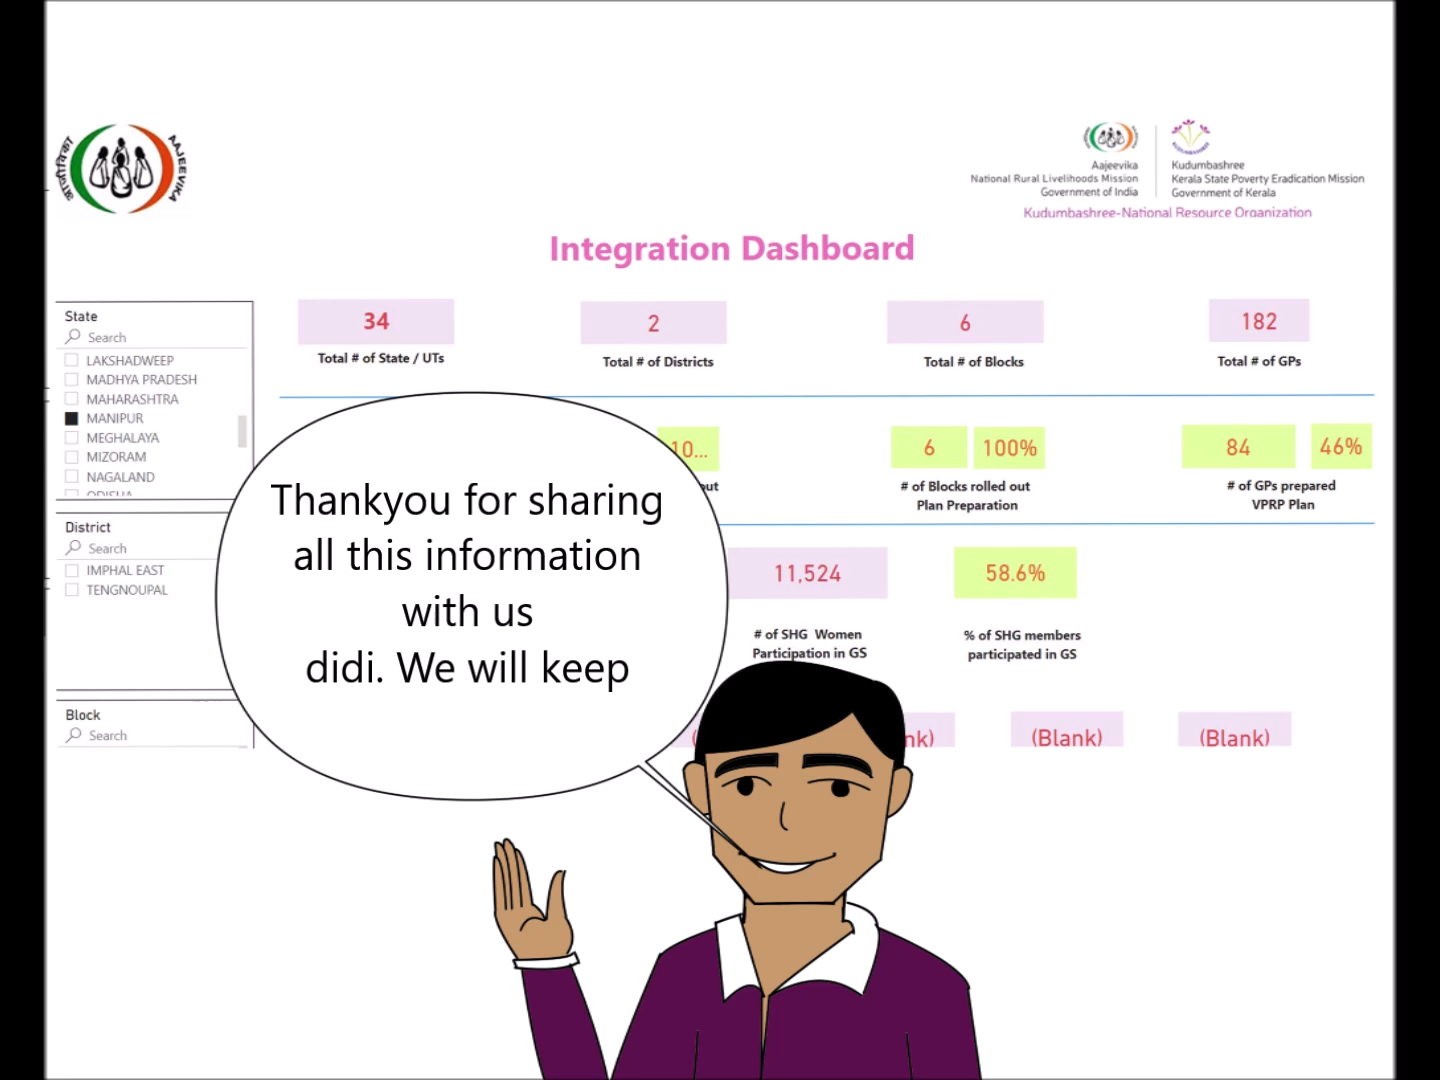 आजीविका
AAJEEVIKA
Aajeevika
National Rural Livelihoods Mission
Government of India
Kudumbashree
Kerala State Poverty Eradication Mission
Government of Kerala
Kudumbashree-National Resource Organization
Integration Dashboard
State
Search
LAKSHADWEEP
MADHYA PRADESH
MAHARASHTRA
MANIPUR
MEGHALAYA
MIZORAM
NAGALAND
ODISHA
District
Search
IMPHAL EAST
TENGNOUPAL
Block
Search
34
Total # of State / UTs
2
Total # of Districts
6
Total # of Blocks
182
Total # of GPs
10...
out
6
100%
# of Blocks rolled out
Plan Preparation
84
46%
# of GPs prepared
VPRP Plan
11,524
# of SHG Women
Participation in GS
58.6%
% of SHG members
participated in GS
(Blank)
(Blank)
Thankyou for sharing
all this information
with us
didi. We will keep